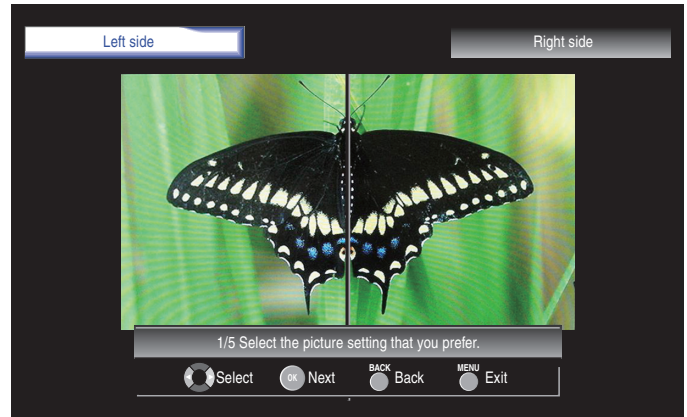 Left side
Right side
1/5 Select the picture setting that you prefer.
Select OK Next BACK Back MENU Exit